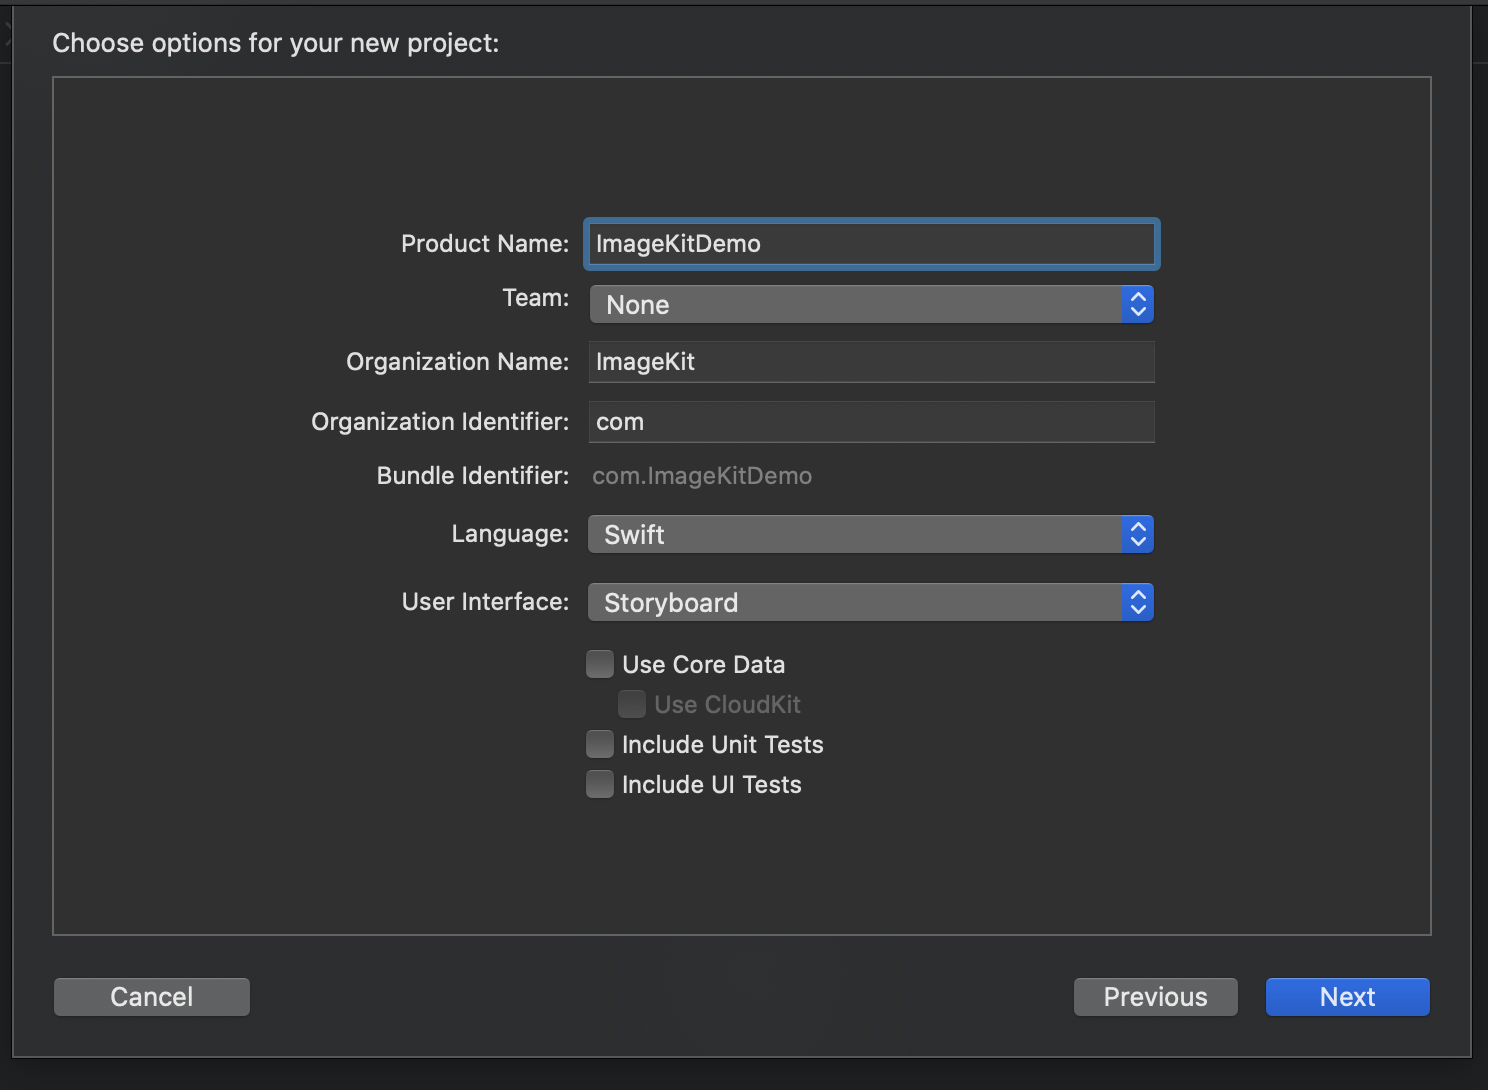 Choose options for your new project:
Product Name: ImageKitDemo
Team: None
Organization Name: ImageKit
Organization Identifier: com
Bundle Identifier: com.ImageKitDemo
Language: Swift
User Interface: Storyboard
Use Core Data
Use CloudKit
Include Unit Tests
Include UI Tests
Cancel Previous Next